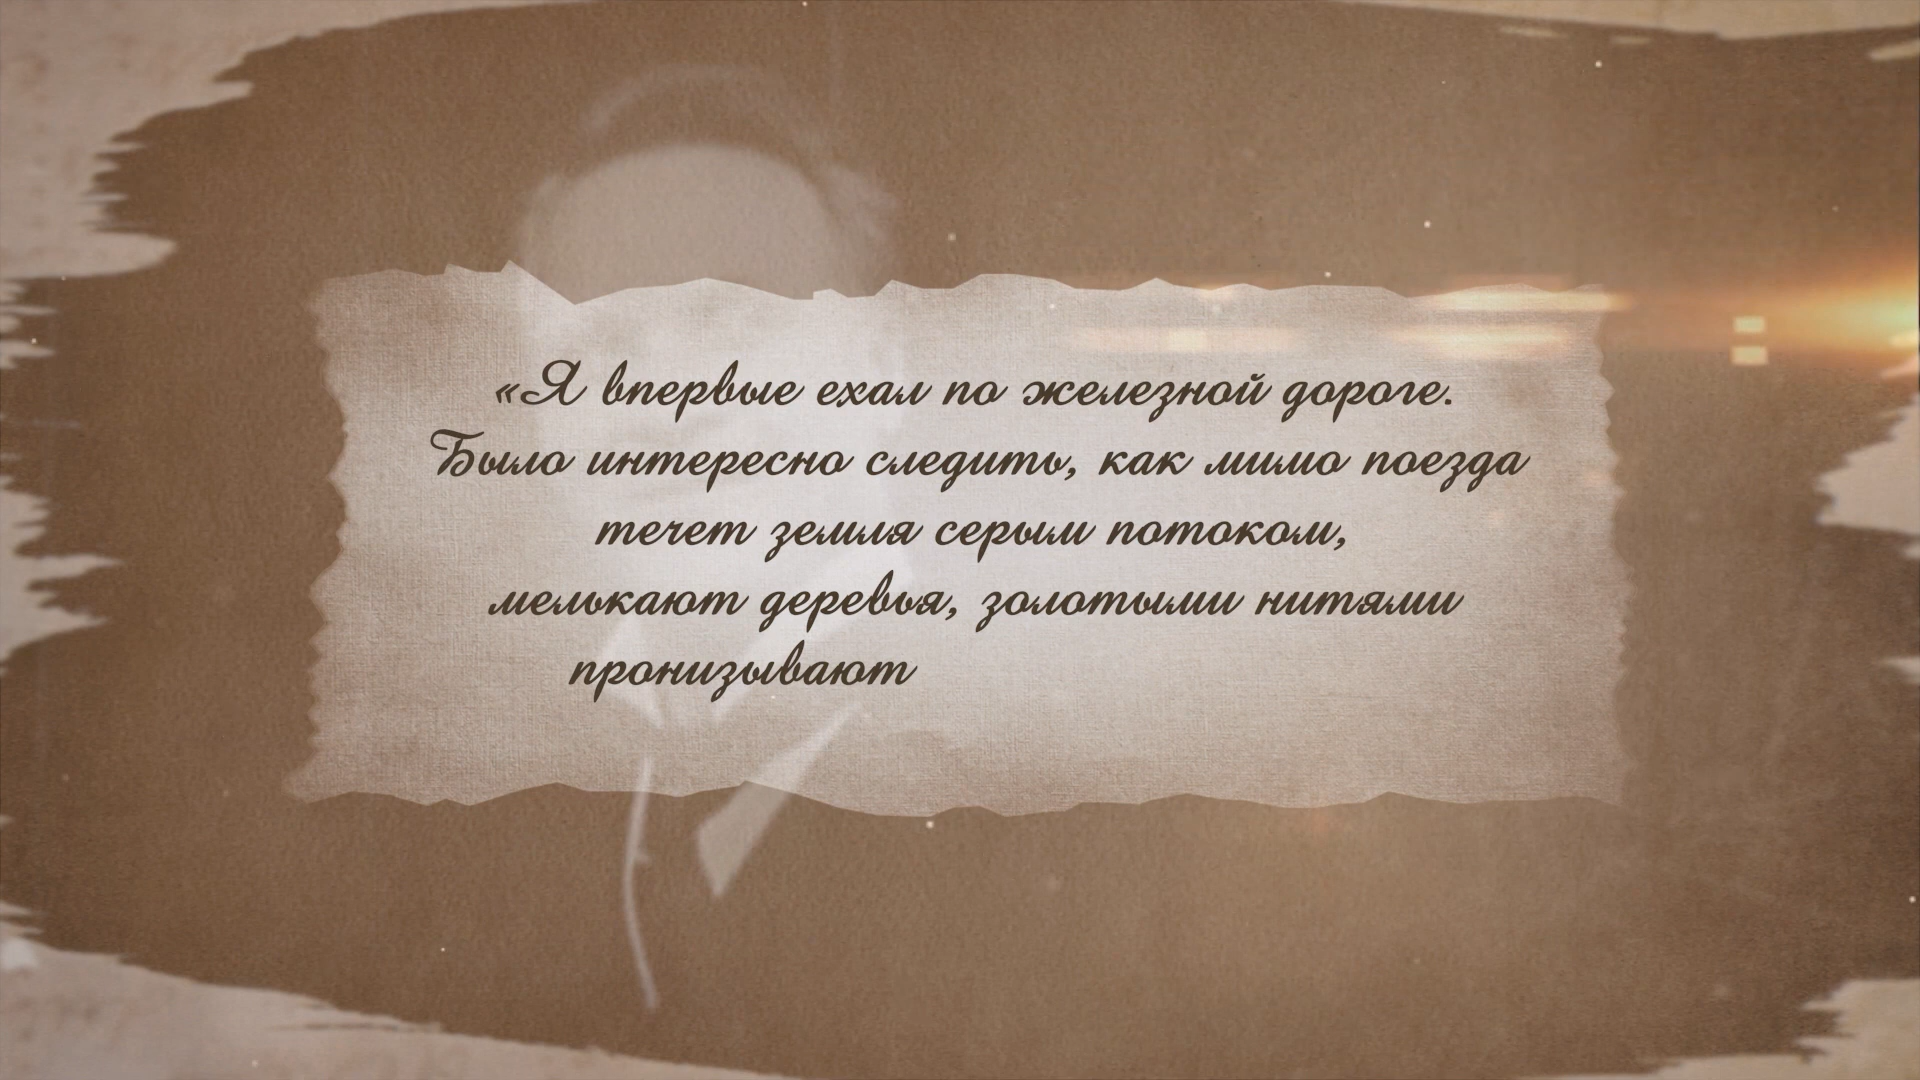 «Я впервые ехал по железной дороге.
Было интересно следить, как мимо поезда
течет земля серым потоком,
мелькают деревья, золотыми нитями
пронизывают